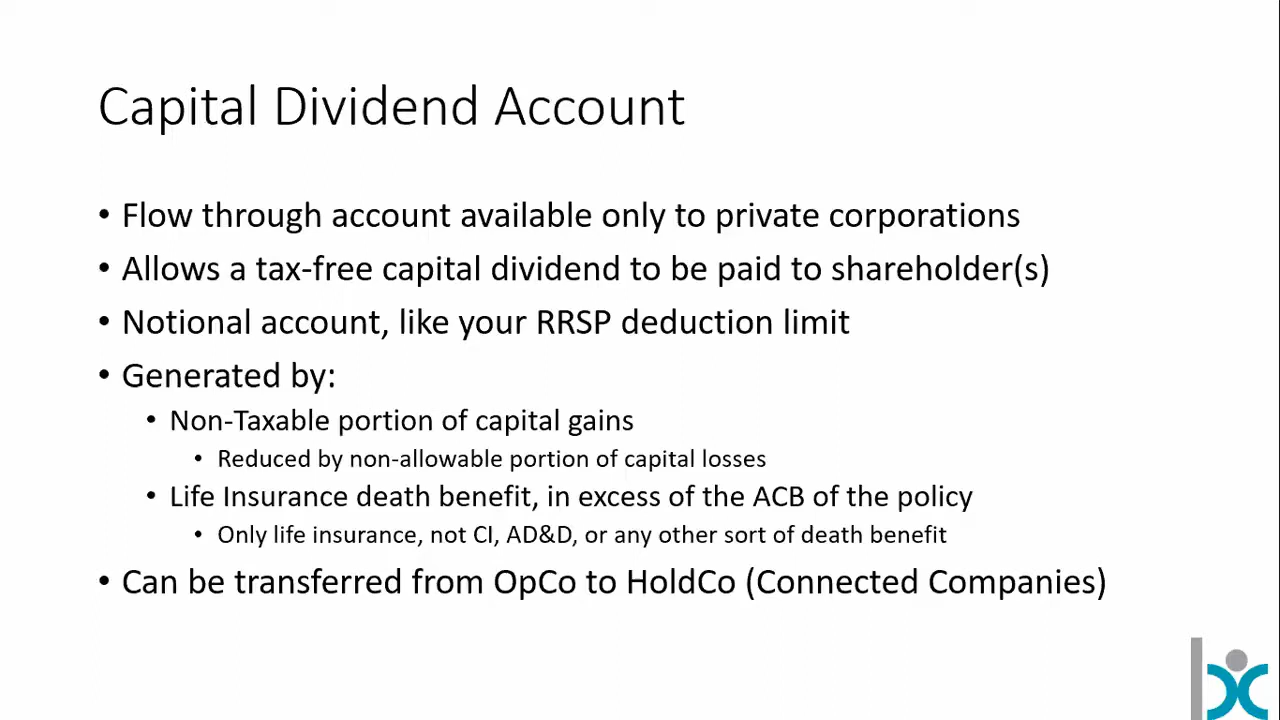 Capital Dividend Account
• Flow through account available only to private corporations
• Allows a tax-free capital dividend to be paid to shareholder(s)
• Notional account, like your RRSP deduction limit
• Generated by:
• Non-Taxable portion of capital gains
• Reduced by non-allowable portion of capital losses
• Life Insurance death benefit, in excess of the ACB of the policy
• Only life insurance, not CI, AD&D, or any other sort of death benefit
• Can be transferred from OpCo to HoldCo (Connected Companies)